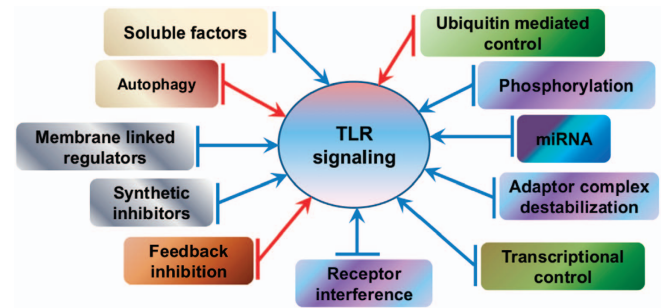 Soluble factors
Ubiquitin mediated
control
Autophagy
Phosphorylation
Membrane linked
regulators
TLR
signaling
miRNA
Synthetic
inhibitors
Adaptor complex
destabilization
Feedback
inhibition
Receptor
interference
Transcriptional
control